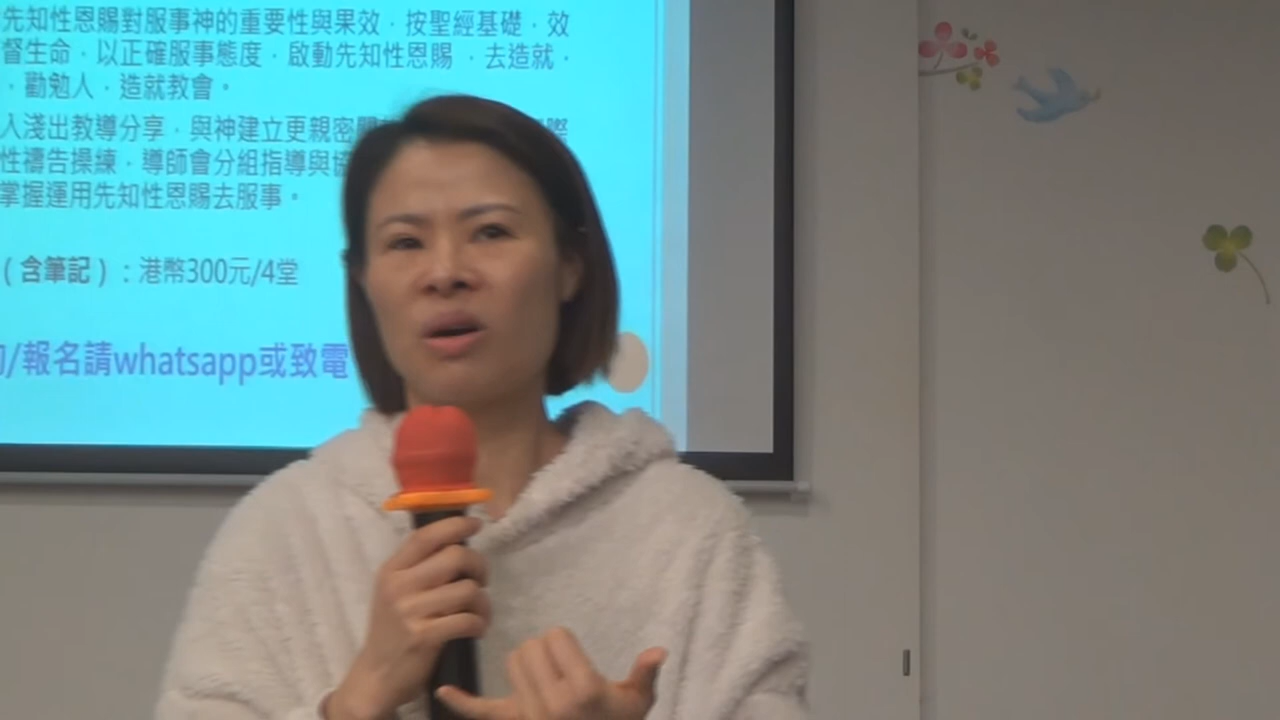 先知性恩賜對服事神的重要性與果效．按聖經基礎．效
督生命．以正確服事態度．啟動先知性恩賜．去造就．
．勸勉人．造就教會。
入淺出教導分享．與神建立更親密
性禱告操練．導師會分組指導與
掌握運用先知性恩賜去服事。
（含筆記）：港幣300元/4堂
/報名請whatsapp或致電